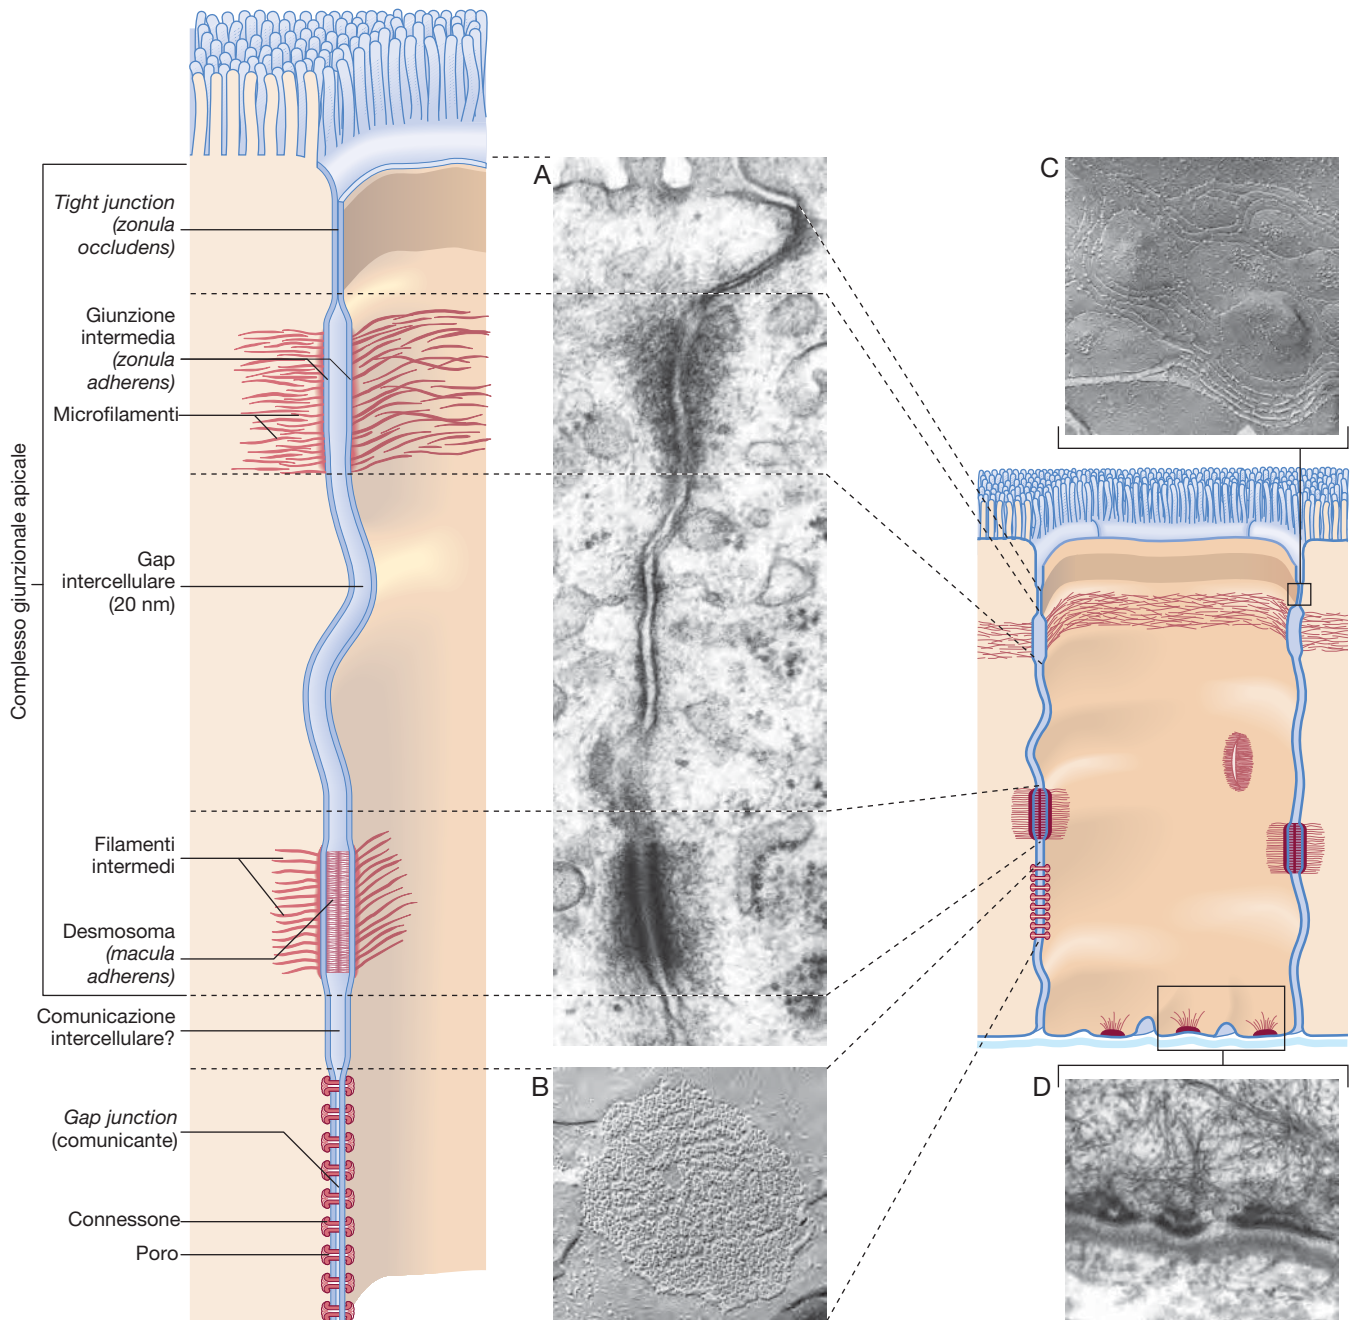 A
C
Tight junction
(zonula
occludens)
Giunzione
intermedia
(zonula
adherens)
Microfilamenti
Complesso giunzionale apicale
Gap
intercellulare
(20 nm)
Filamenti
intermedi
Desmosoma
(macula
adherens)
Comunicazione
intercellulare?
B
D
Gap junction
(comunicante)
Connessone
Poro